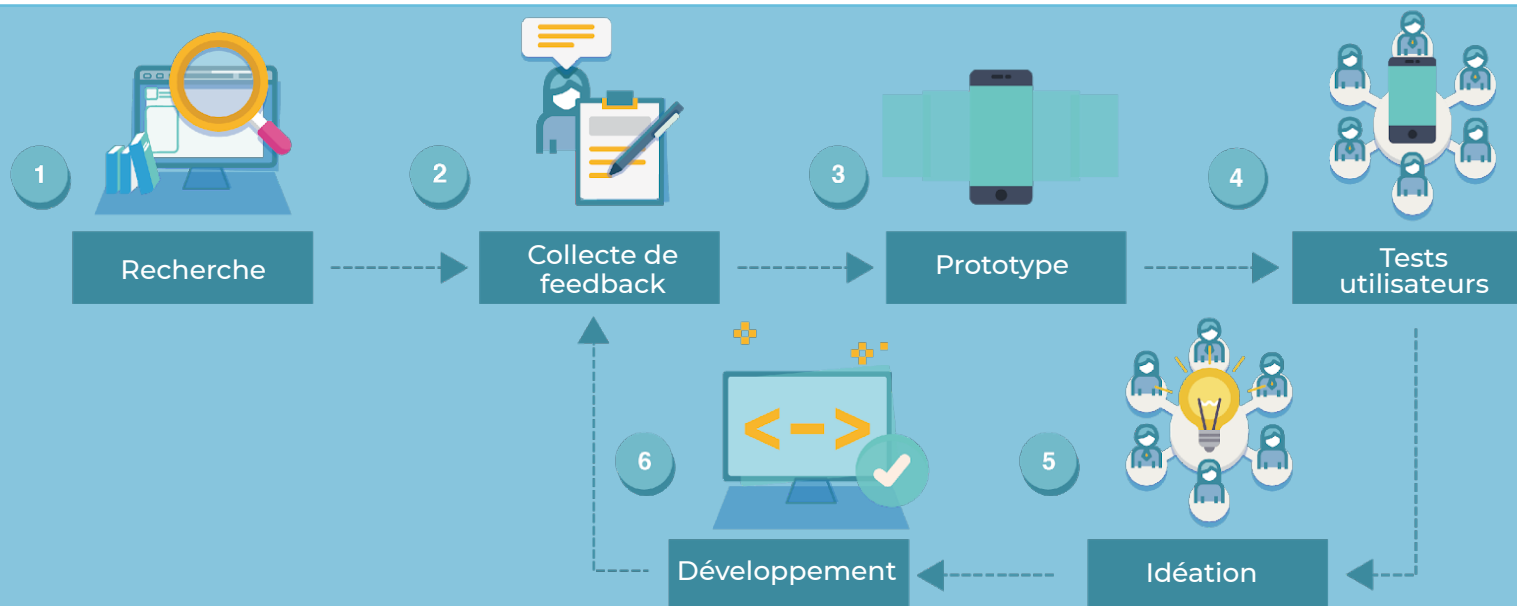 1
Recherche
2
Collecte de
feedback
3
Prototype
4
Tests
utilisateurs
5
Idéation
6
<->
Développement